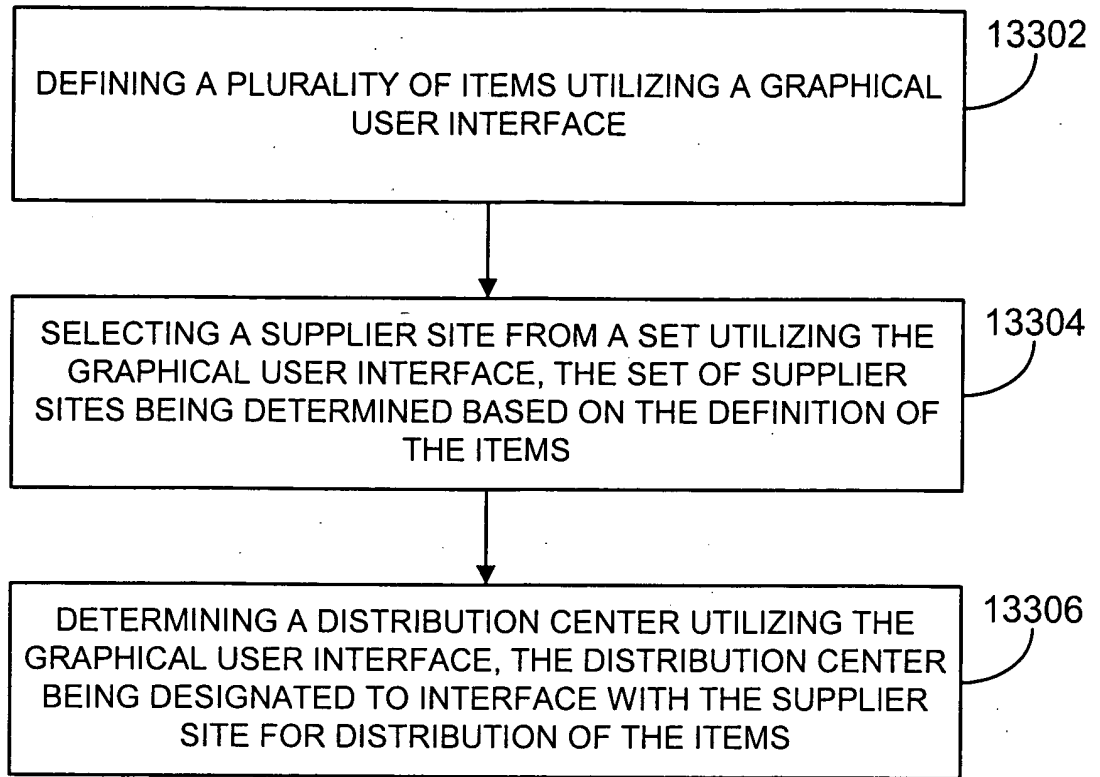 13302
DEFINING A PLURALITY OF ITEMS UTILIZING A GRAPHICAL
USER INTERFACE
13304
SELECTING A SUPPLIER SITE FROM A SET UTILIZING THE
GRAPHICAL USER INTERFACE, THE SET OF SUPPLIER
SITES BEING DETERMINED BASED ON THE DEFINITION OF
THE ITEMS
13306
DETERMINING A DISTRIBUTION CENTER UTILIZING THE
GRAPHICAL USER INTERFACE, THE DISTRIBUTION CENTER
BEING DESIGNATED TO INTERFACE WITH THE SUPPLIER
SITE FOR DISTRIBUTION OF THE ITEMS